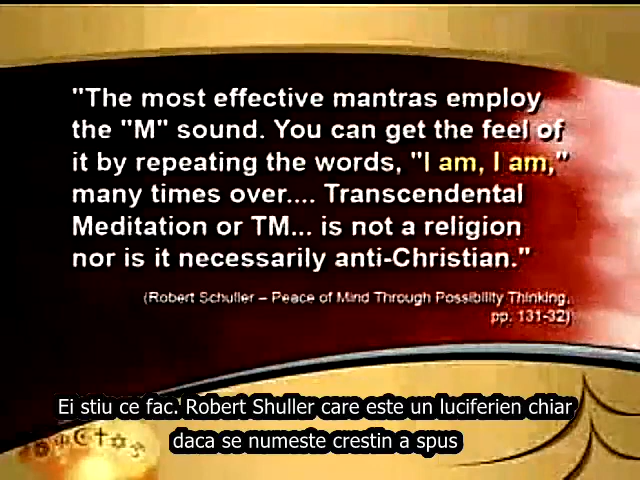 "The most effective mantras employ
the "M" sound. You can get the feel of
it by repeating the words, "I am, I am,"
many times over.... Transcendental
Meditation or TM... is not a religion
nor is it necessarily anti-Christian."
(Robert Schuller – Peace of Mind Through Possibility Thinking,
pp. 131-32)
Ei stiu ce fac. Robert Shuller care este un luciferien chiar
daca se numeste crestin a spus